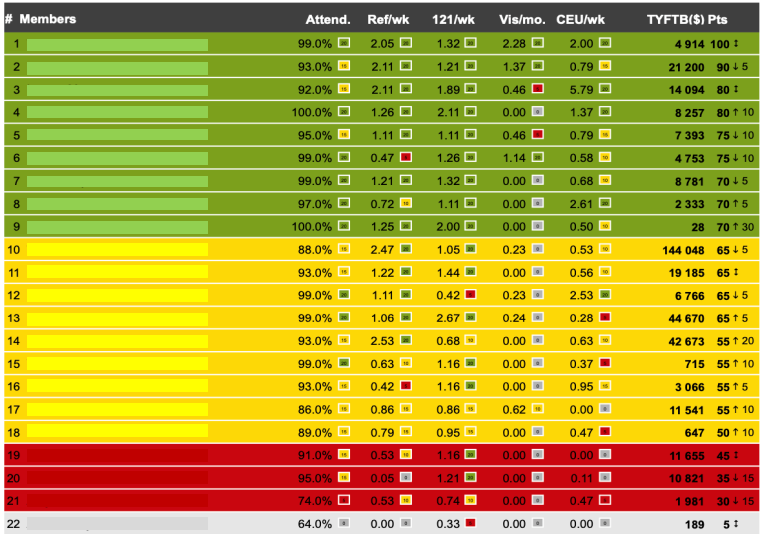 # Members Attend. Ref/wk 121/wk Vis/mo. CEU/wk TYFTB($) Pts
1 99.0% 2.05 1.32 2.28 2.00 4 914 100 ↕
2 93.0% 2.11 1.21 1.37 0.79 21 200 90 ↓ 5
3 92.0% 2.11 1.89 0.46 5.79 14 094 80 ↕
4 100.0% 1.26 2.11 0.00 1.37 8 257 80 ↑ 10
5 95.0% 1.11 1.11 0.46 0.79 7 393 75 ↓ 10
6 99.0% 0.47 1.26 1.14 0.58 4 753 75 ↓ 10
7 99.0% 1.21 1.32 0.00 0.68 8 781 70 ↓ 5
8 97.0% 0.72 1.11 0.00 2.61 2 333 70 ↑ 5
9 100.0% 1.25 2.00 0.00 0.50 28 70 ↑ 30
10 88.0% 2.47 1.05 0.23 0.53 144 048 65 ↓ 5
11 93.0% 1.22 1.44 0.00 0.56 19 185 65 ↕
12 99.0% 1.11 0.42 0.23 2.53 6 766 65 ↓ 5
13 99.0% 1.06 2.67 0.24 0.28 44 670 65 ↑ 5
14 93.0% 2.53 0.68 0.00 0.63 42 673 55 ↑ 20
15 99.0% 0.63 1.16 0.00 0.37 715 55 ↑ 10
16 93.0% 0.42 1.16 0.00 0.95 3 066 55 ↑ 5
17 86.0% 0.86 0.86 0.62 0.00 11 541 55 ↑ 10
18 89.0% 0.79 0.95 0.00 0.47 647 50 ↑ 10
19 91.0% 0.53 1.16 0.00 0.00 11 655 45 ↕
20 95.0% 0.05 1.21 0.00 0.11 10 821 35 ↓ 15
21 74.0% 0.53 0.74 0.00 0.47 1 981 30 ↓ 15
22 64.0% 0.00 0.33 0.00 0.00 189 5 ↕